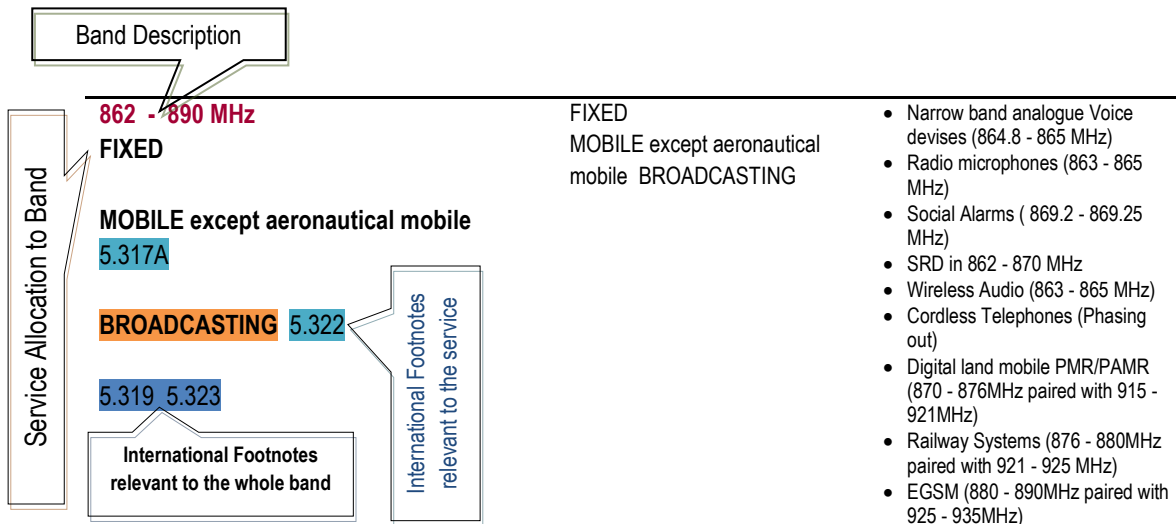 Band Description
Service Allocation to Band
862 - 890 MHz
FIXED
MOBILE except aeronautical mobile
5.317A
BROADCASTING 5.322
International Footnotes
relevant to the service
5.319 5.323
International Footnotes
relevant to the whole band
FIXED
MOBILE except aeronautical
mobile BROADCASTING
• Narrow band analogue Voice
devises (864.8 - 865 MHz)
• Radio microphones (863 - 865
MHz)
• Social Alarms ( 869.2 - 869.25
MHz)
• SRD in 862 - 870 MHz
• Wireless Audio (863 - 865 MHz)
• Cordless Telephones (Phasing
out)
• Digital land mobile PMR/PAMR
(870 - 876MHz paired with 915 -
921MHz)
• Railway Systems (876 - 880MHz
paired with 921 - 925 MHz)
• EGSM (880 - 890MHz paired with
925 - 935MHz)